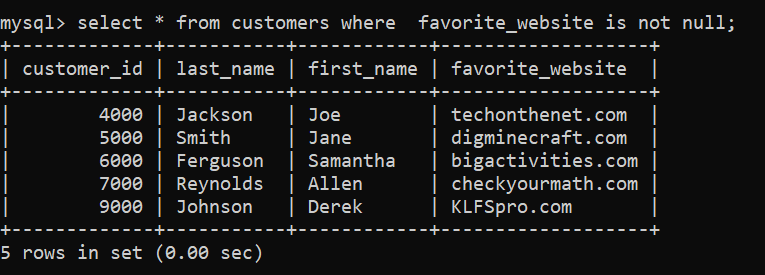 mysql> select * from customers where  favorite_website is not null;
+-------------+-----------+------------+-------------------+
| customer_id | last_name | first_name | favorite_website  |
+-------------+-----------+------------+-------------------+
|        4000 | Jackson   | Joe        | techonthenet.com  |
|        5000 | Smith     | Jane       | digminecraft.com  |
|        6000 | Ferguson  | Samantha   | bigactivities.com |
|        7000 | Reynolds  | Allen      | checkyourmath.com |
|        9000 | Johnson   | Derek      | KLFSpro.com       |
+-------------+-----------+------------+-------------------+
5 rows in set (0.00 sec)